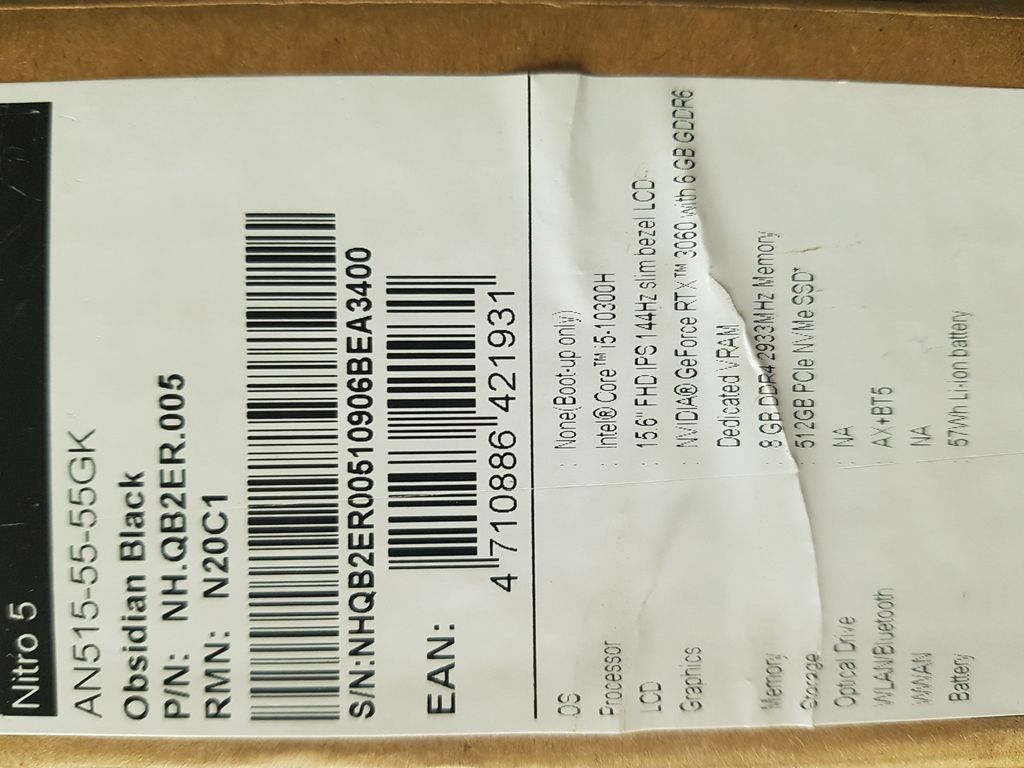 Nitro 5
AN515-55-55GK
Obsidian Black
P/N: NH.QB2ER.005
RMN: N20C1
S/N:NHQB2ER00510906BEA3400
EAN:
4 710886 421931
OS : None(Boot-up only)
Processor : Intel® Core™ i5-10300H
LCD : 15.6" FHD IPS 144Hz slim bezel LCD
Graphics : NVIDIA® GeForce RTX™ 3060 with 6 GB GDDR6
Dedicated VRAM
Memory : 8 GB DDR4 2933MHz Memory
Storage : 512GB PCIe NVMe SSD*
Optical Drive : NA
WLAN/Bluetooth : AX+BT5
WWAN : NA
Battery : 57Wh Li-ion battery